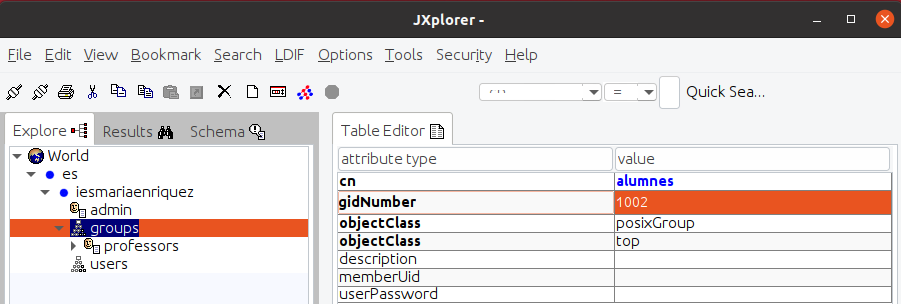 JXplorer -
File Edit View Bookmark Search LDIF Options Tools Security Help
= Quick Sea...
Explore Results Schema
Table Editor
World
es
iesmariaenriquez
admin
groups
professors
users
attribute type value
cn alumnes
gidNumber 1002
objectClass posixGroup
objectClass top
description
memberUid
userPassword